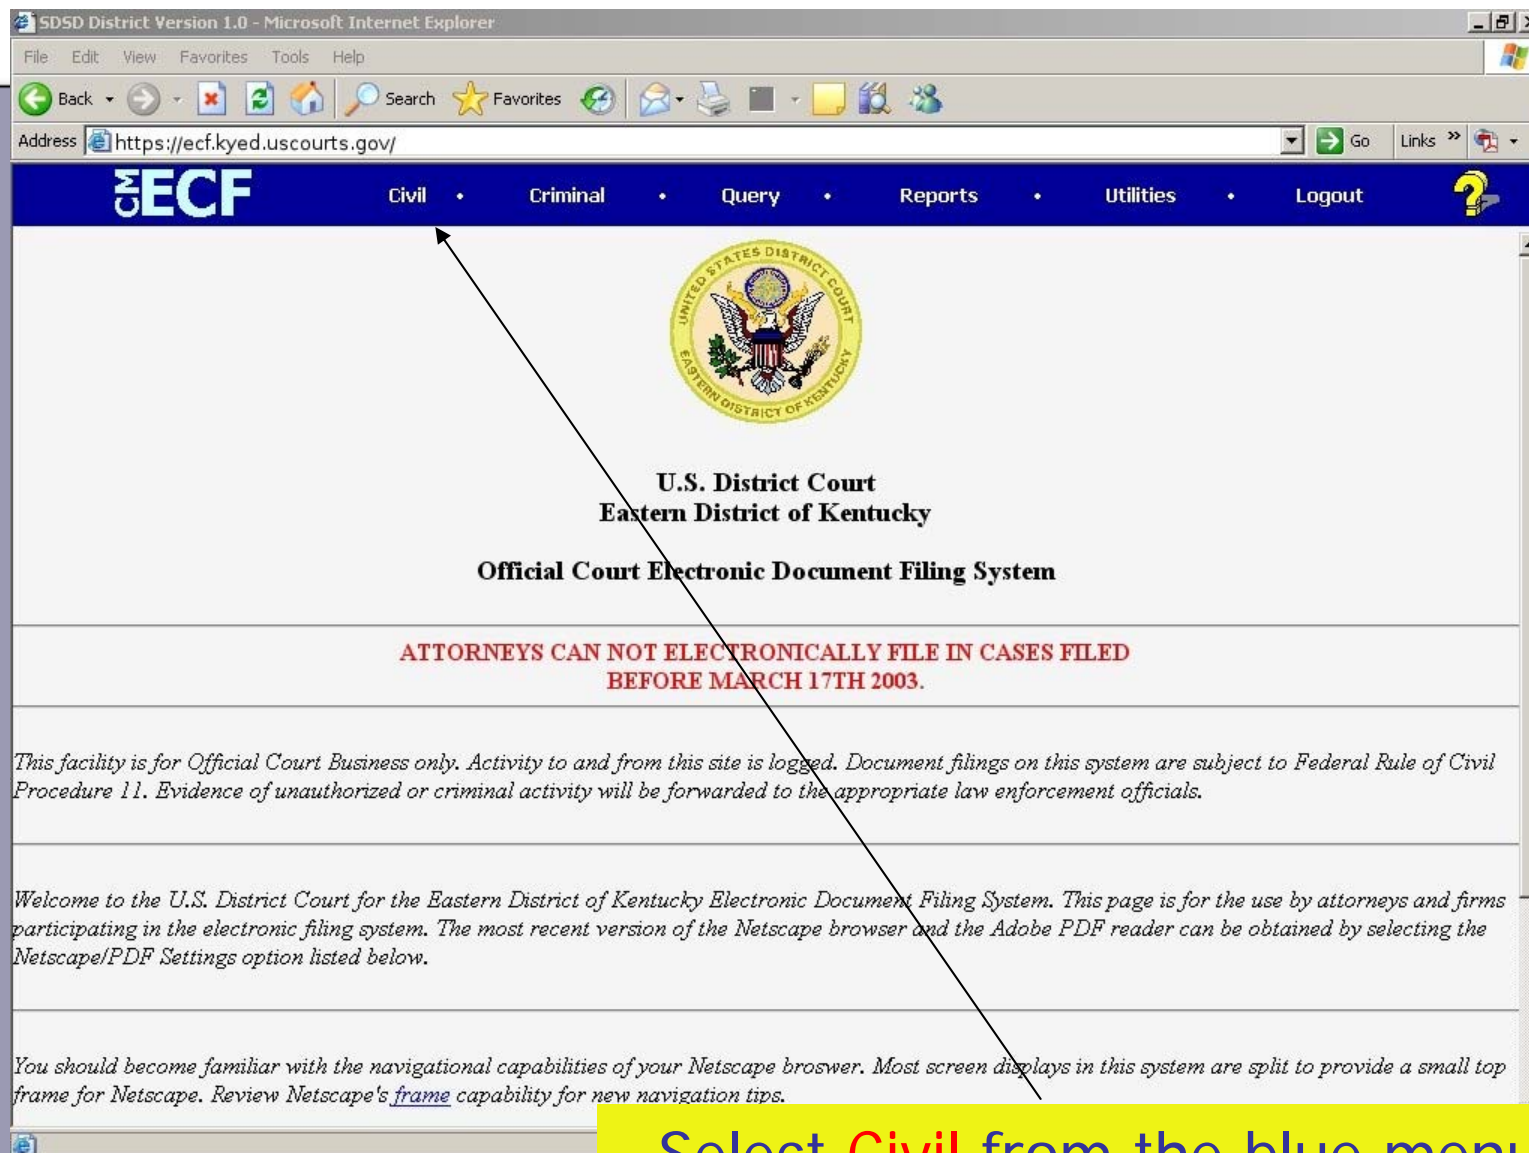 SDSD District Version 1.0 - Microsoft Internet Explorer
File Edit View Favorites Tools Help
Back Search Favorites
Address https://ecf.kyed.uscourts.gov/ Go Links »
CM ECF Civil • Criminal • Query • Reports • Utilities • Logout ?
UNITED STATES DISTRICT COURT
EASTERN DISTRICT OF KENTUCKY
U.S. District Court
Eastern District of Kentucky
Official Court Electronic Document Filing System
ATTORNEYS CAN NOT ELECTRONICALLY FILE IN CASES FILED
BEFORE MARCH 17TH 2003.
This facility is for Official Court Business only. Activity to and from this site is logged. Document filings on this system are subject to Federal Rule of Civil
Procedure 11. Evidence of unauthorized or criminal activity will be forwarded to the appropriate law enforcement officials.
Welcome to the U.S. District Court for the Eastern District of Kentucky Electronic Document Filing System. This page is for the use by attorneys and firms
participating in the electronic filing system. The most recent version of the Netscape browser and the Adobe PDF reader can be obtained by selecting the
Netscape/PDF Settings option listed below.
You should become familiar with the navigational capabilities of your Netscape broswer. Most screen displays in this system are split to provide a small top
frame for Netscape. Review Netscape's frame capability for new navigation tips.
Select Civil from the blue menu